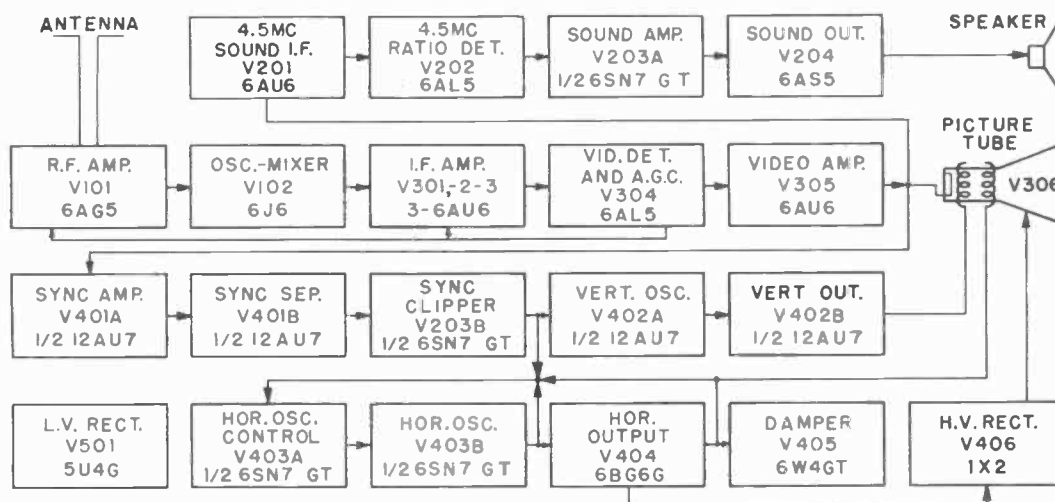 ANTENNA
4.5MC
SOUND I.F.
V201
6AU6
4.5MC
RATIO DET.
V202
6AL5
SOUND AMP.
V203A
1/2 6SN7 GT
SOUND OUT.
V204
6AS5
SPEAKER
R.F. AMP.
V101
6AG5
OSC.-MIXER
V102
6J6
I.F. AMP.
V301,-2-3
3-6AU6
VID. DET.
AND A.G.C.
V304
6AL5
VIDEO AMP.
V305
6AU6
PICTURE
TUBE
V306
SYNC AMP.
V401A
1/2 12AU7
SYNC SEP.
V401B
1/2 12AU7
SYNC
CLIPPER
V203B
1/2 6SN7 GT
VERT. OSC.
V402A
1/2 12AU7
VERT OUT.
V402B
1/2 12AU7
L.V. RECT.
V501
5U4G
HOR. OSC.
CONTROL
V403A
1/2 6SN7 GT
HOR. OSC.
V403B
1/2 6SN7 GT
HOR.
OUTPUT
V404
6BG6G
DAMPER
V405
6W4GT
H.V. RECT.
V406
1X2